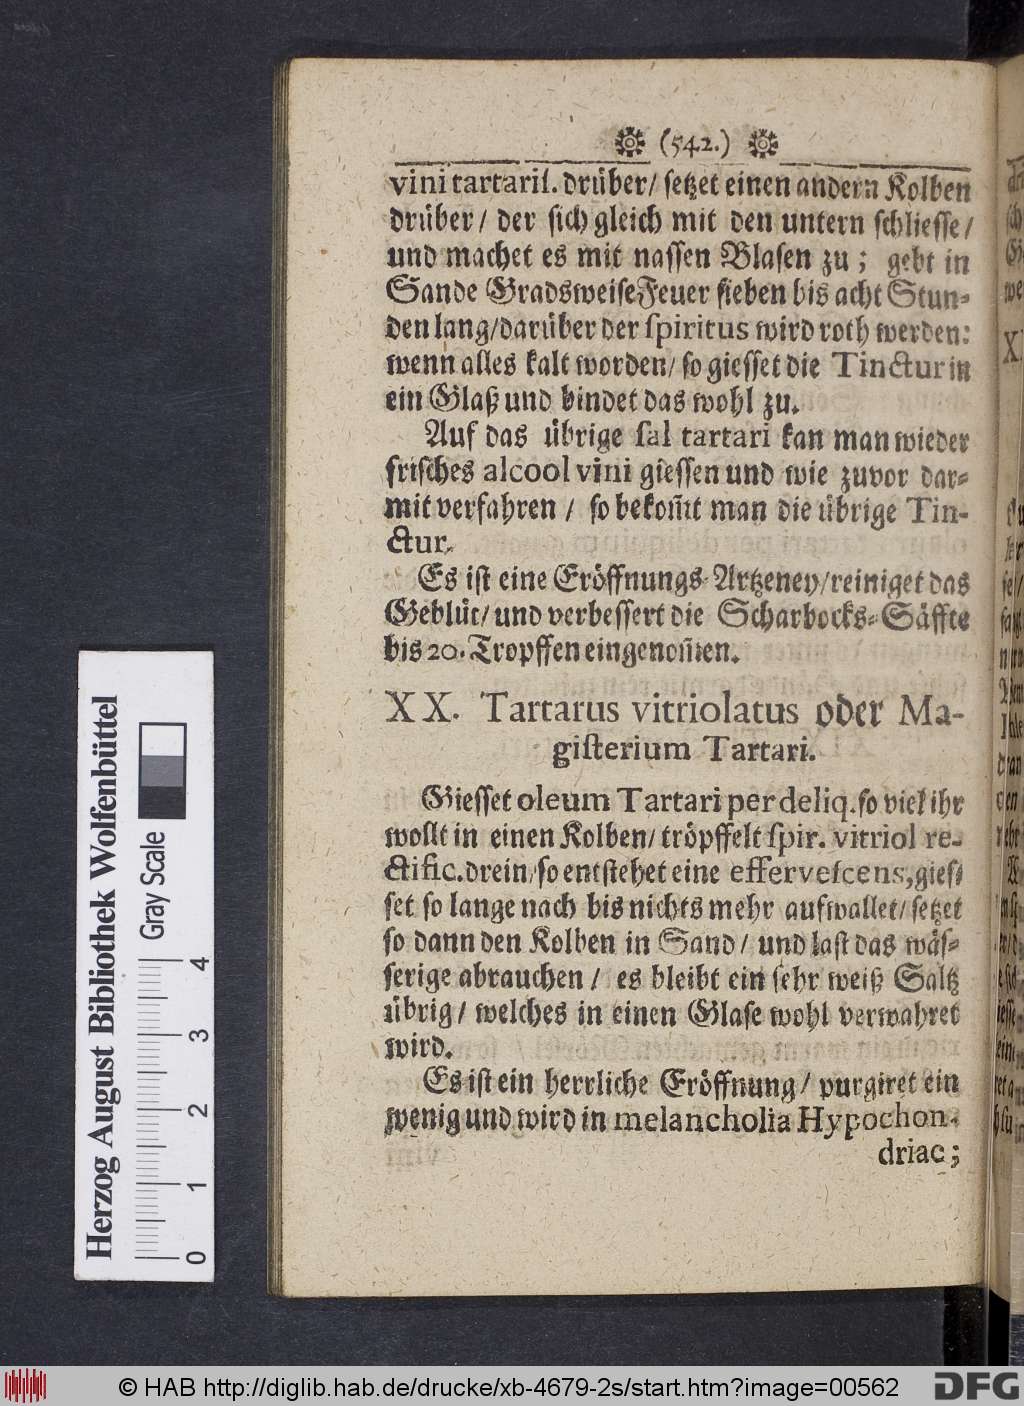 (542.)
vini tartariſ. drüber/ ſetzet einen andern Kolben
drüber/ der ſich gleich mit den untern ſchlieſſe/
und machet es mit naſſen Blaſen zu; gebt in
Sande Gradsweiſe Feuer ſieben bis acht Stun-
den lang/ darüber der ſpiritus wird roth werden:
wenn alles kalt worden/ ſo gieſſet die Tinctur in
ein Glaß und bindet das wohl zu.
Auf das übrige ſal tartari kan man wieder
friſches alcool vini gieſſen und wie zuvor dar-
mit verfahren / ſo bekom̃t man die übrige Tin-
ctur.
Es iſt eine Eröffnungs-Artzeney/ reiniget das
Geblüt/ und verbeſſert die Scharbocks-Säffte
bis 20. Tropffen eingenom̃en.
XX. Tartarus vitriolatus oder Ma-
giſterium Tartari.
Gieſſet oleum Tartari per deliq. ſo viel ihr
wollt in einen Kolben/ tröpffelt ſpir. vitriol re-
ctific. drein/ ſo entſtehet eine efferveſcens, gieſ-
ſet ſo lange nach bis nichts mehr aufwallet/ ſetzet
ſo dann den Kolben in Sand/ und laſt das wäſ-
ſerige abrauchen / es bleibt ein ſehr weiß Saltz
übrig/ welches in einen Glaſe wohl verwahret
wird.
Es iſt ein herrliche Eröffnung / purgiret ein
wenig und wird in melancholia Hypochon-
driac;
Herzog August Bibliothek Wolfenbüttel
Gray Scale
0 1 2 3 4
© HAB http://diglib.hab.de/drucke/xb-4679-2s/start.htm?image=00562
DFG